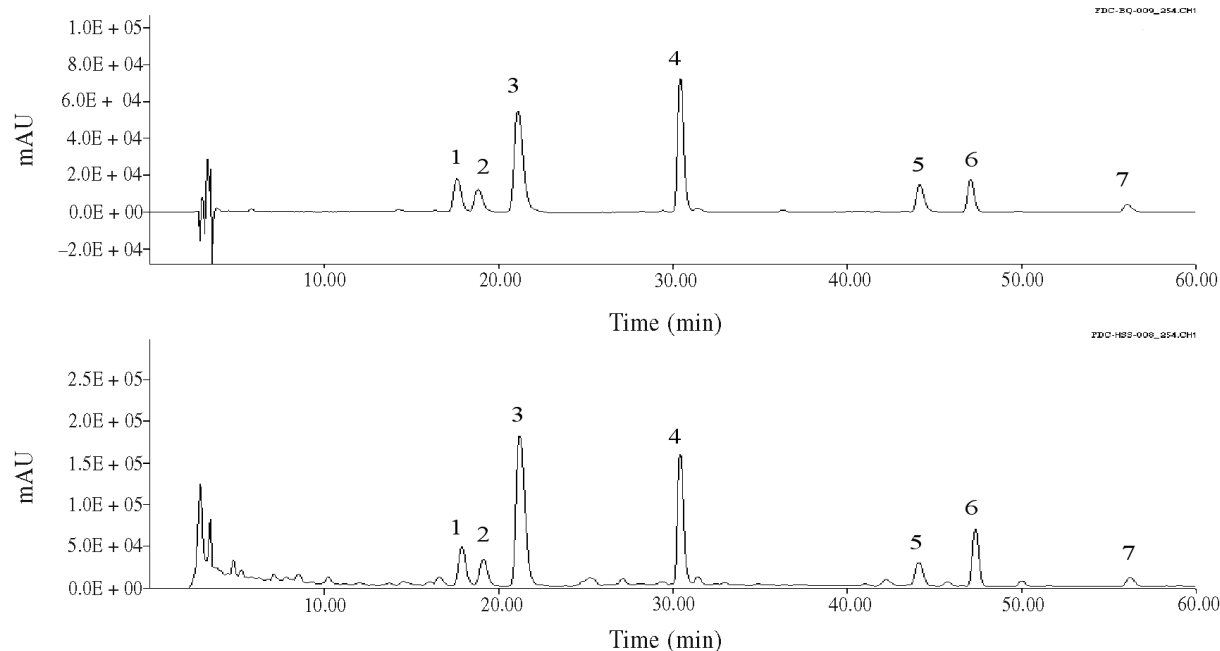 FDC-BQ-009_254.CH1
1.0E + 05
8.0E + 04
6.0E + 04
4.0E + 04
2.0E + 04
0.0E + 00
–2.0E + 04
mAU
1 2 3 4 5 6 7
10.00 20.00 30.00 40.00 50.00 60.00
Time (min)
FDC-HSS-008_254.CH1
2.5E + 05
2.0E + 05
1.5E + 05
1.0E + 05
5.0E + 04
0.0E + 00
mAU
1 2 3 4 5 6 7
10.00 20.00 30.00 40.00 50.00 60.00
Time (min)